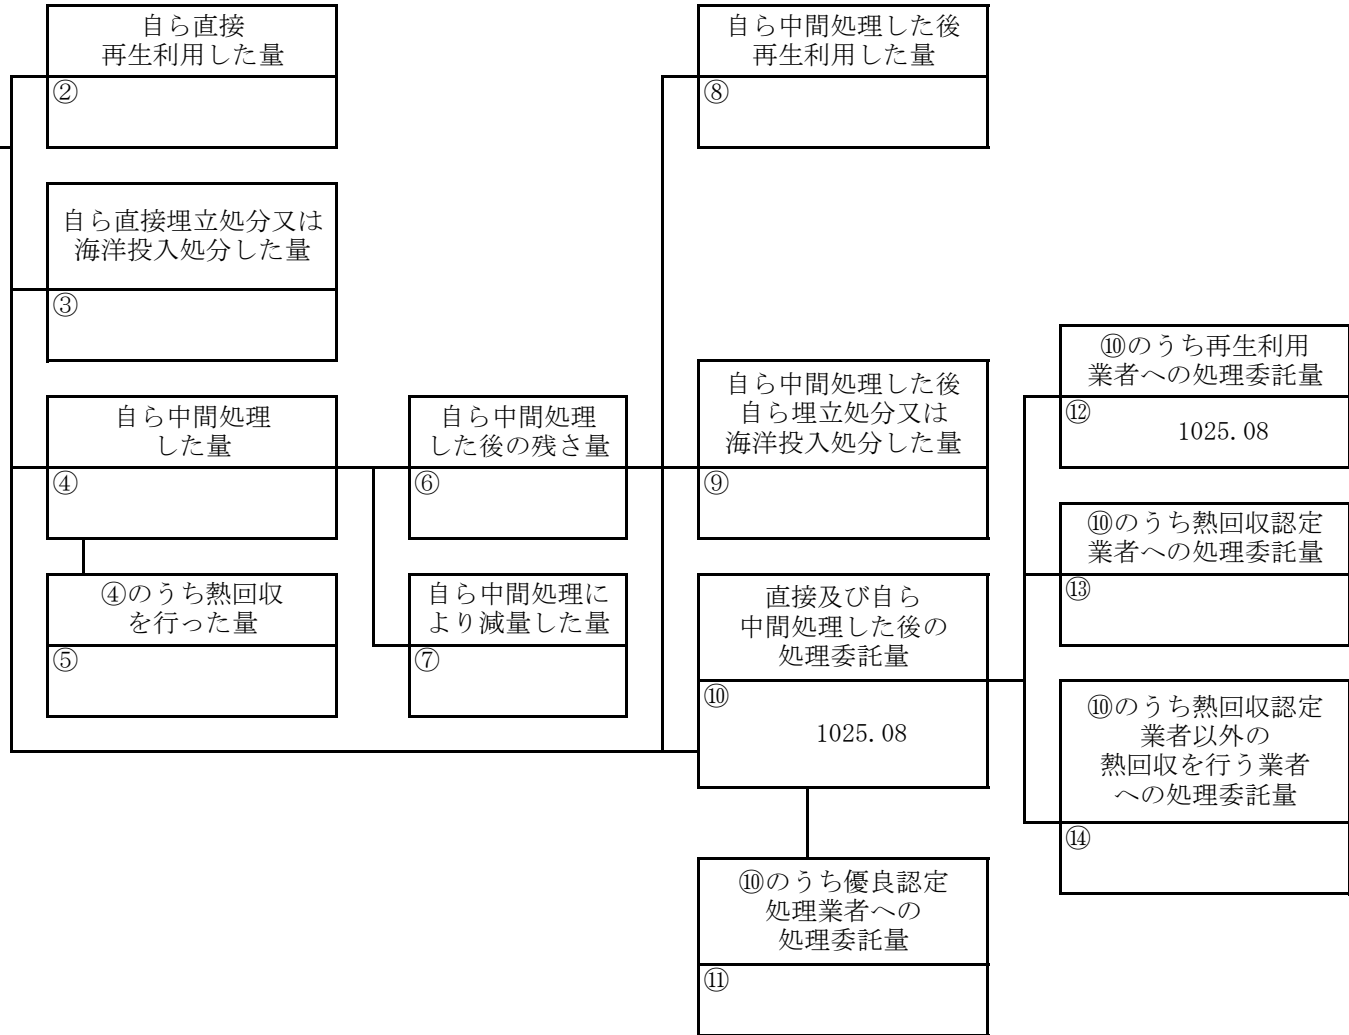 自ら直接
再生利用した量
②
自ら直接埋立処分又は
海洋投入処分した量
③
自ら中間処理
した量
④
④のうち熱回収
を行った量
⑤
自ら中間処理
した後の残さ量
⑥
自ら中間処理に
より減量した量
⑦
自ら中間処理した後
再生利用した量
⑧
自ら中間処理した後
自ら埋立処分又は
海洋投入処分した量
⑨
直接及び自ら
中間処理した後の
処理委託量
⑩
1025.08
⑩のうち優良認定
処理業者への
処理委託量
⑪
⑩のうち再生利用
業者への処理委託量
⑫
1025.08
⑩のうち熱回収認定
業者への処理委託量
⑬
⑩のうち熱回収認定
業者以外の
熱回収を行う業者
への処理委託量
⑭